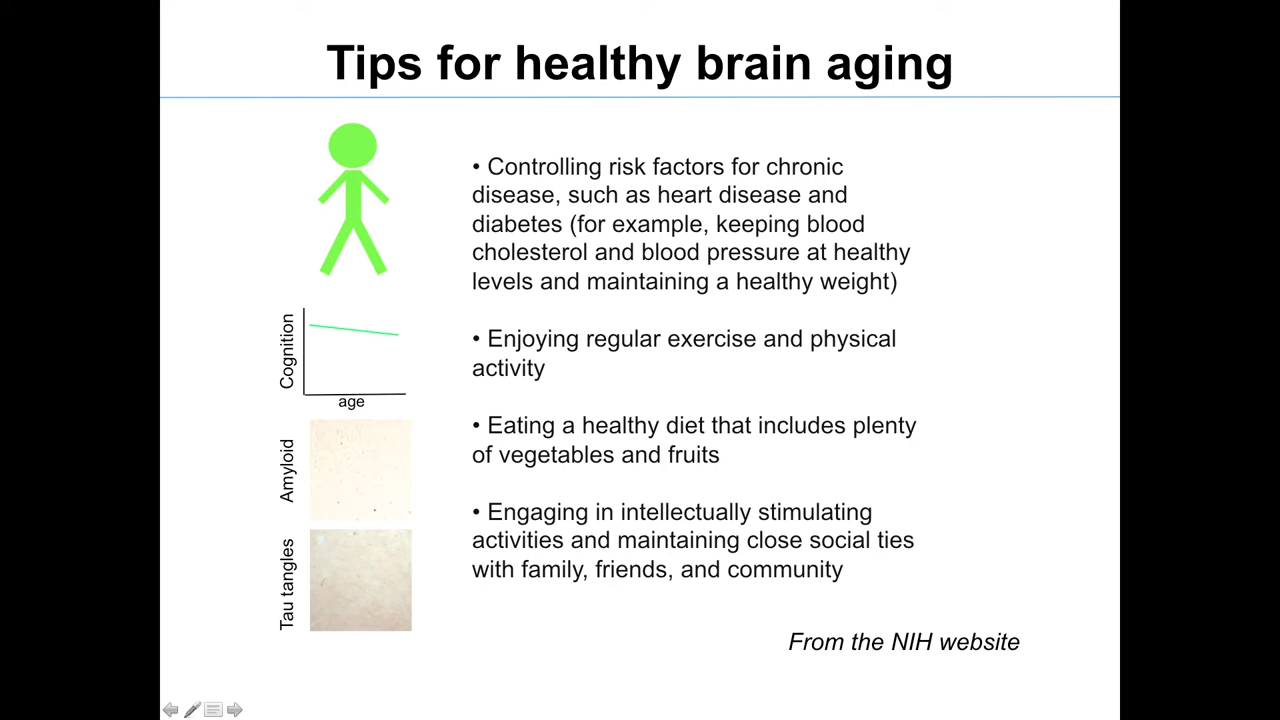 Tips for healthy brain aging
• Controlling risk factors for chronic
disease, such as heart disease and
diabetes (for example, keeping blood
cholesterol and blood pressure at healthy
levels and maintaining a healthy weight)
• Enjoying regular exercise and physical
activity
• Eating a healthy diet that includes plenty
of vegetables and fruits
• Engaging in intellectually stimulating
activities and maintaining close social ties
with family, friends, and community
Cognition
age
Amyloid
Tau tangles
From the NIH website